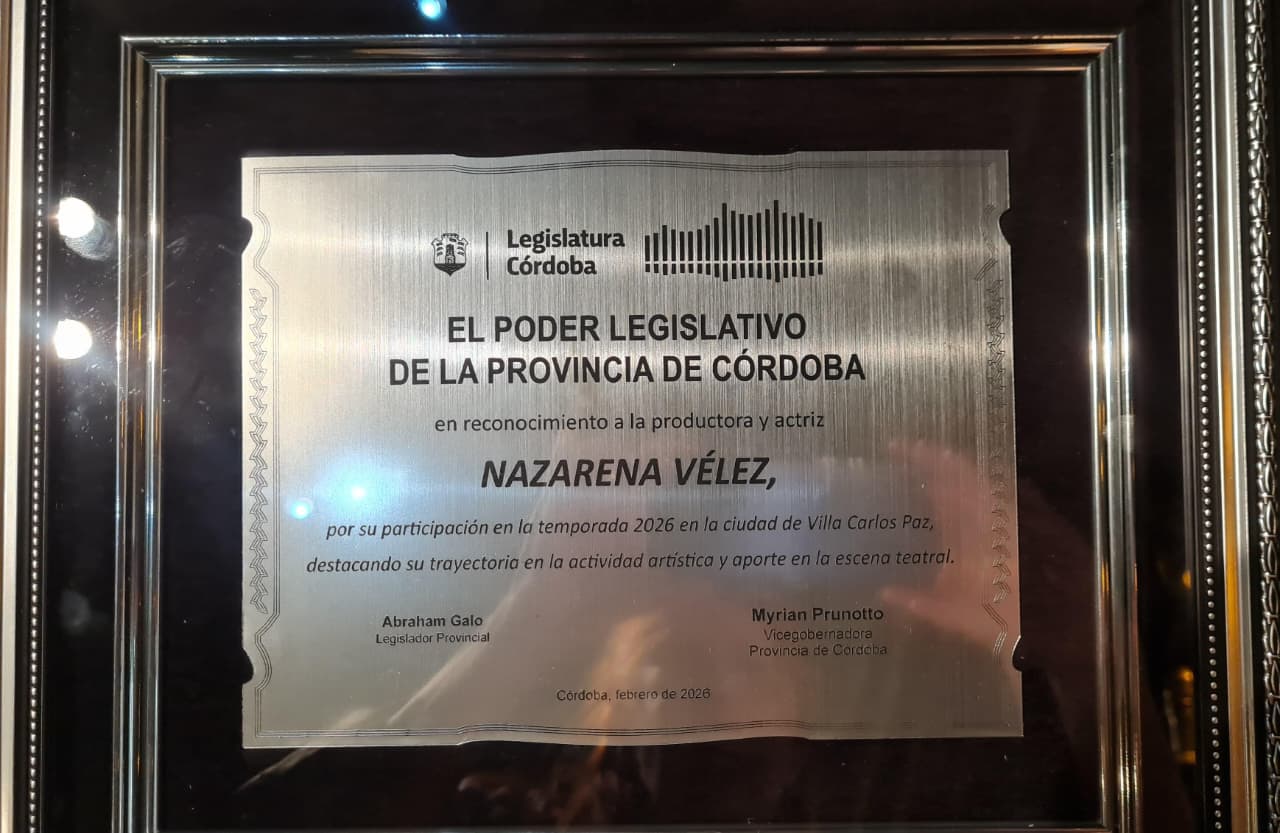 Legislatura
Córdoba
EL PODER LEGISLATIVO
DE LA PROVINCIA DE CÓRDOBA
en reconocimiento a la productora y actriz
NAZARENA VÉLEZ,
por su participación en la temporada 2026 en la ciudad de Villa Carlos Paz,
destacando su trayectoria en la actividad artística y aporte en la escena teatral.
Abraham Galo
Legislador Provincial
Myrian Prunotto
Vicegobernadora
Provincia de Córdoba
Córdoba, febrero de 2026